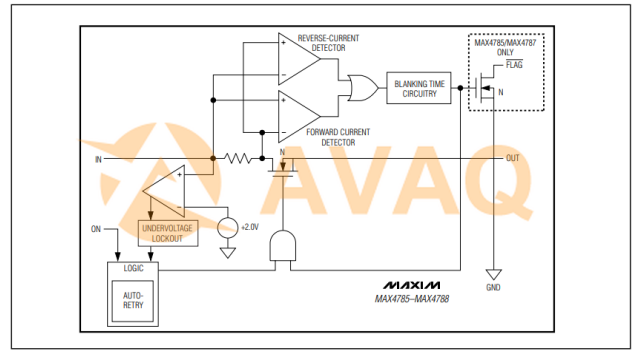 REVERSE-CURRENT
DETECTOR
+
−
MAX4785/MAX4787
ONLY
FLAG
N
BLANKING TIME
CIRCUITRY
+
−
FORWARD CURRENT
DETECTOR
IN
N
OUT
AVAQ
+
−
ON
UNDERVOLTAGE
LOCKOUT
+2.0V
LOGIC
AUTO-
RETRY
MAXIM
MAX4785–MAX4788
GND